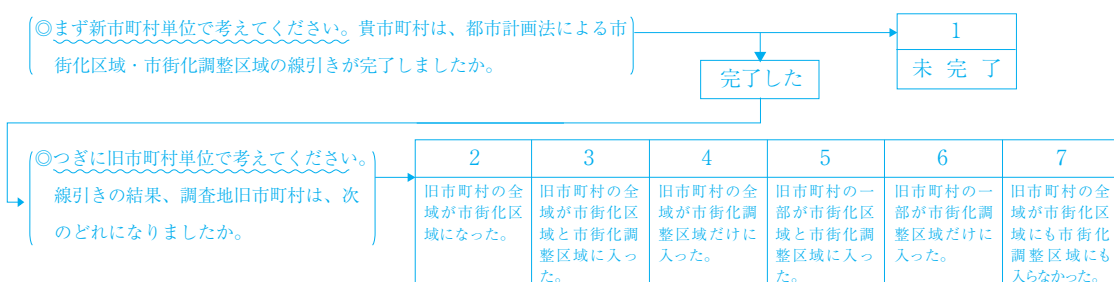 ◎まず新市町村単位で考えてください。貴市町村は、都市計画法による市
街化区域・市街化調整区域の線引きが完了しましたか。
1
未完了
完了した
◎つぎに旧市町村単位で考えてください。
線引きの結果、調査地旧市町村は、次
のどれになりましたか。
2
旧市町村の全
域が市街化区
域になった。
3
旧市町村の全
域が市街化区
域と市街化調
整区域に入っ
た。
4
旧市町村の全
域が市街化調
整区域だけに
入った。
5
旧市町村の一
部が市街化区
域と市街化調
整区域に入っ
た。
6
旧市町村の一
部が市街化調
整区域だけに
入った。
7
旧市町村の全
域が市街化区
域にも市街化
調整区域にも
入らなかった。